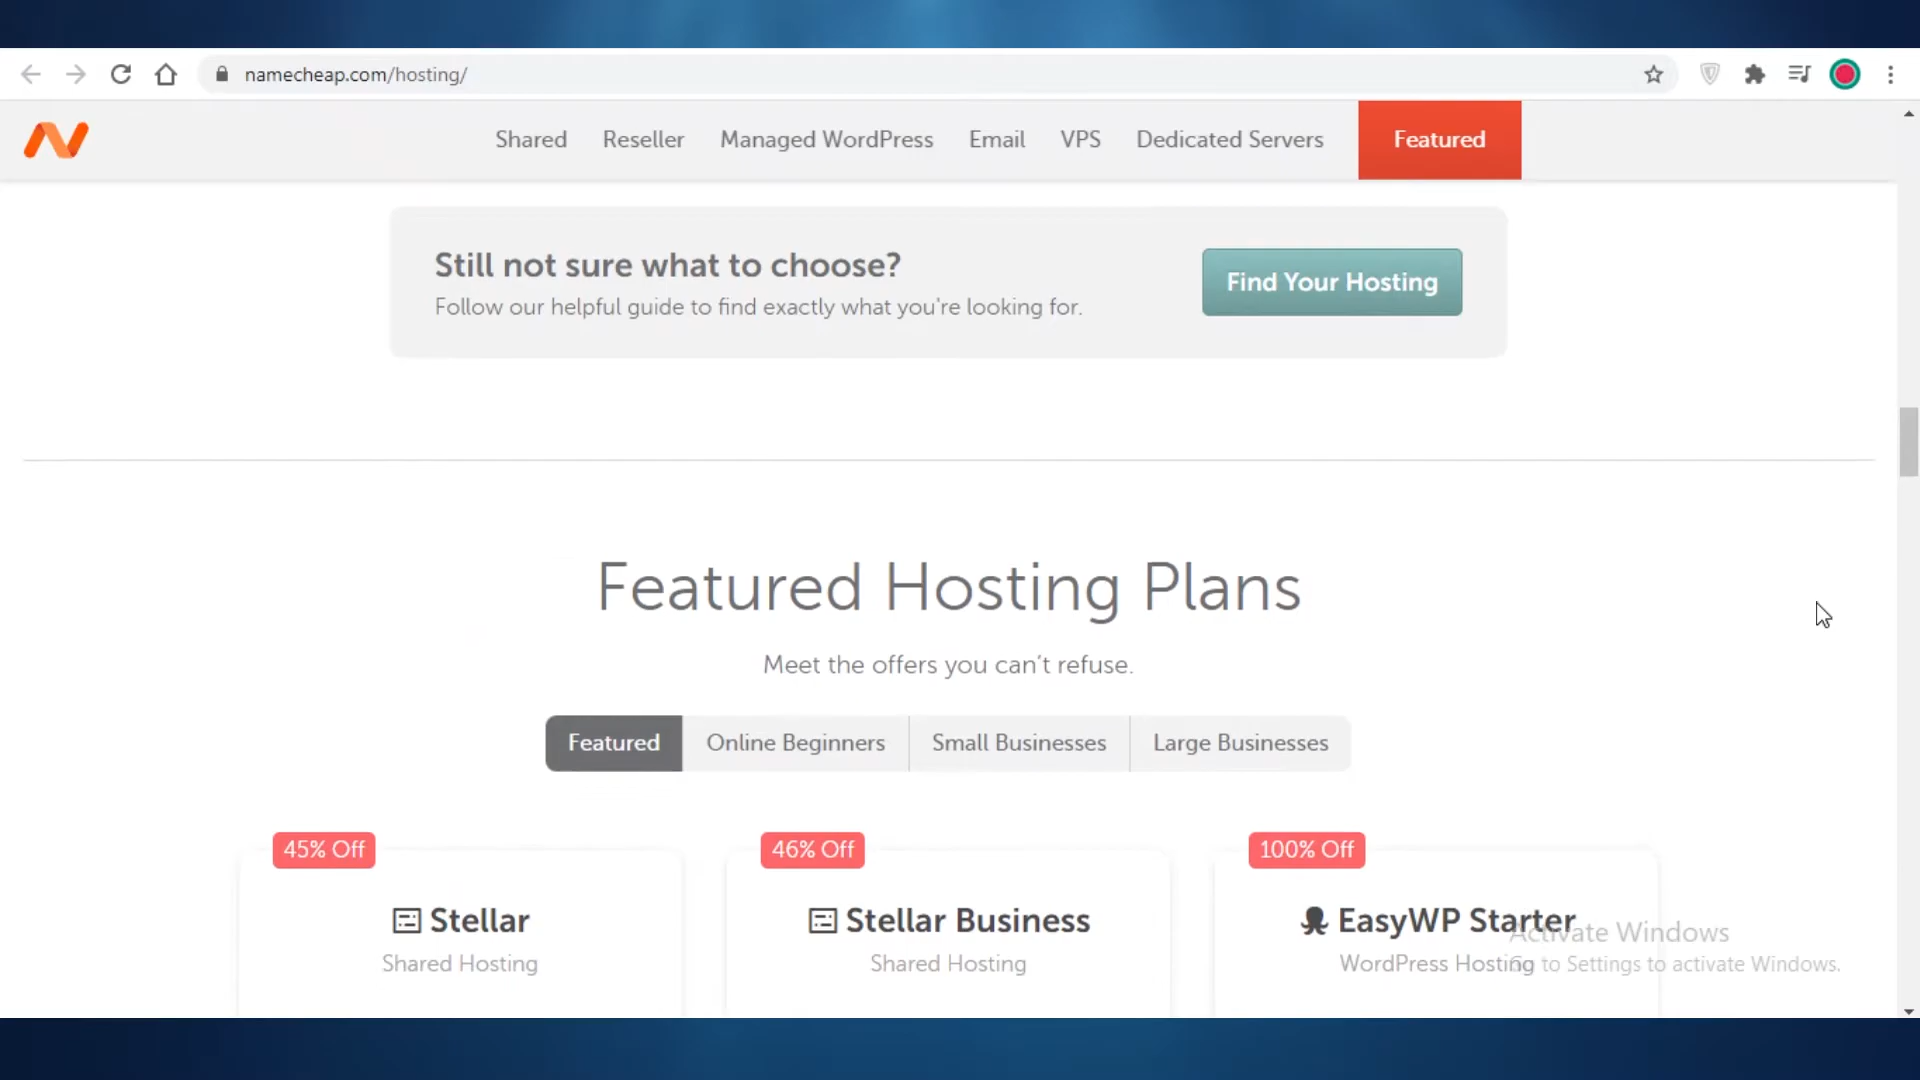 namecheap.com/hosting/
Shared Reseller Managed WordPress Email VPS Dedicated Servers Featured
Still not sure what to choose?
Follow our helpful guide to find exactly what you're looking for.
Find Your Hosting
Featured Hosting Plans
Meet the offers you can’t refuse.
Featured Online Beginners Small Businesses Large Businesses
45% Off 46% Off 100% Off
Stellar Stellar Business EasyWP Starter
Shared Hosting Shared Hosting WordPress Hosting
Activate Windows
Go to Settings to activate Windows.